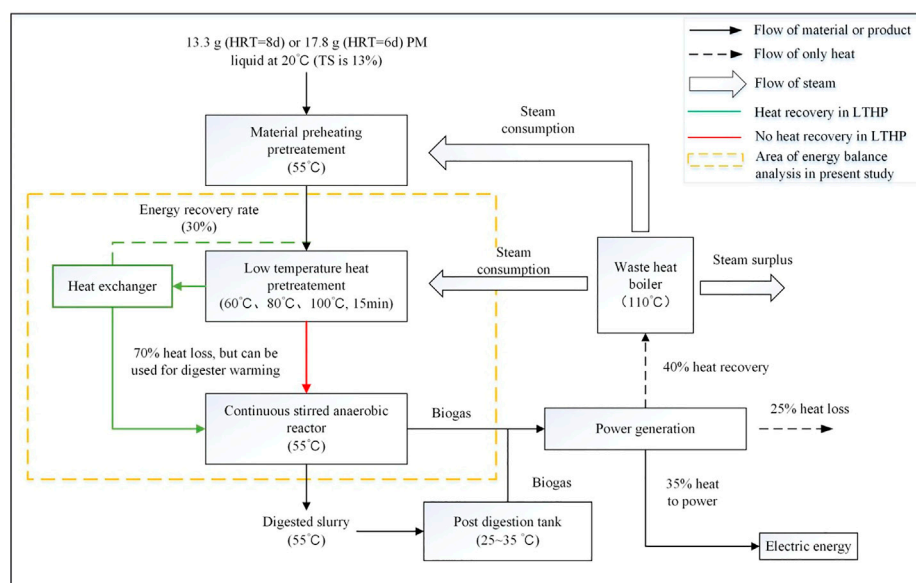 13.3 g (HRT=8d) or 17.8 g (HRT=6d) PM
liquid at 20℃ (TS is 13%)
Material preheating
pretreatement
(55℃)
Energy recovery rate
(30%)
Heat exchanger
Low temperature heat
pretreatement
(60℃、80℃、100℃, 15min)
70% heat loss, but can be
used for digester warming
Continuous stirred anaerobic
reactor
(55℃)
Digested slurry
(55℃)
Biogas
Biogas
Post digestion tank
(25~35 ℃)
Steam
consumption
Steam
consumption
Waste heat
boiler
(110℃)
Steam surplus
40% heat recovery
Power generation
25% heat loss
35% heat
to power
Electric energy
Flow of material or product
Flow of only heat
Flow of steam
Heat recovery in LTHP
No heat recovery in LTHP
Area of energy balance
analysis in present study